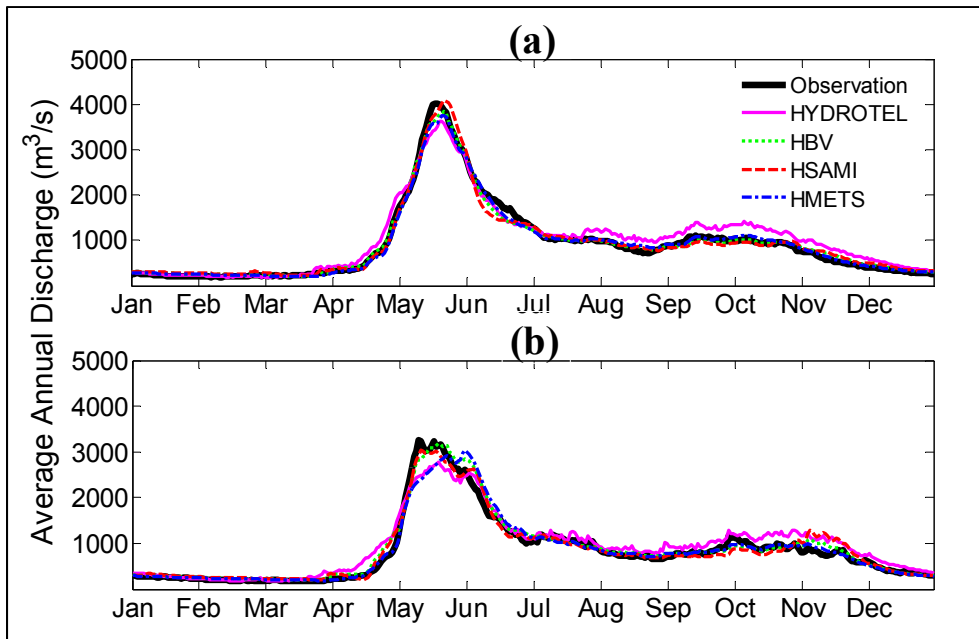 (a)
Average Annual Discharge (m³/s)
5000
4000
3000
2000
1000
Observation
HYDROTEL
HBV
HSAMI
HMETS
Jan Feb Mar Apr May Jun Jul Aug Sep Oct Nov Dec
(b)
5000
4000
3000
2000
1000
Jan Feb Mar Apr May Jun Jul Aug Sep Oct Nov Dec